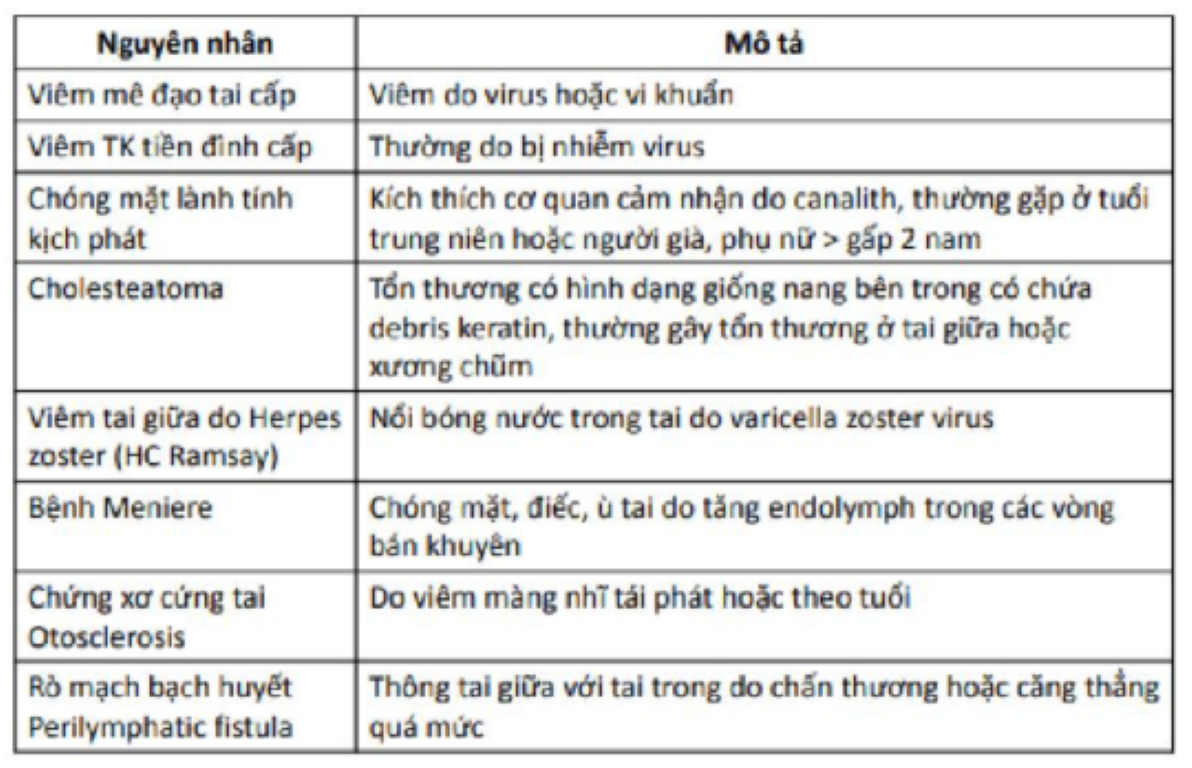 Nguyên nhân
Mô tả
Viêm mê đạo tai cấp
Viêm do virus hoặc vi khuẩn
Viêm TK tiền đình cấp
Thường do bị nhiễm virus
Chóng mặt lành tính
kịch phát
Kích thích cơ quan cảm nhận do canalith, thường gặp ở tuổi
trung niên hoặc người già, phụ nữ > gấp 2 nam
Cholesteatoma
Tổn thương có hình dạng giống nang bên trong có chứa
debris keratin, thường gây tổn thương ở tai giữa hoặc
xương chũm
Viêm tai giữa do Herpes
zoster (HC Ramsay)
Nổi bóng nước trong tai do varicella zoster virus
Bệnh Meniere
Chóng mặt, điếc, ù tai do tăng endolymph trong các vòng
bán khuyên
Chứng xơ cứng tai
Otosclerosis
Do viêm màng nhĩ tái phát hoặc theo tuổi
Rò mạch bạch huyết
Perilymphatic fistula
Thông tai giữa với tai trong do chấn thương hoặc căng thẳng
quá mức